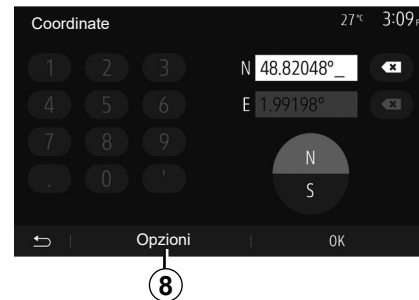 Coordinate 27°C 3:09
1 2 3 N 48.82048°_
4 5 6 E 1.99198°
7 8 9 N
. 0 ' S
Opzioni OK
8